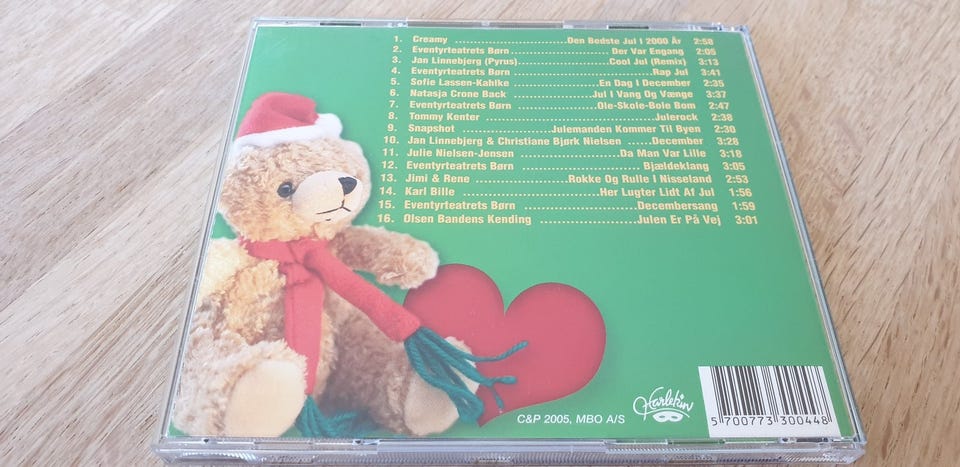 1. Creamy ..............................Den Bedste Jul I 2000 År 2:58
2. Eventyrteatrets Børn .......................... Der Var Engang 2:05
3. Jan Linnebjerg (Pyrus) ........................Cool Jul (Remix) 3:13
4. Eventyrteatrets Børn ....................................Rap Jul 3:41
5. Sofie Lassen-Kahlke .......................En Dag I December 2:35
6. Natasja Crone Back ......................Jul I Vang Og Vænge 3:37
7. Eventyrteatrets Børn .....................Ole-Skole-Bole Bom 2:47
8. Tommy Kenter ...........................................Julerock 2:38
9. Snapshot .......................Julemanden Kommer Til Byen 2:30
10. Jan Linnebjerg & Christiane Bjørk Nielsen ......December 3:28
11. Julie Nielsen-Jensen ..........................Da Man Var Lille 3:18
12. Eventyrteatrets Børn ............................... Bjældeklang 3:05
13. Jimi & Rene .......................Rokke Og Rulle I Nisseland 2:53
14. Karl Bille ...................................Her Lugter Lidt Af Jul 1:56
15. Eventyrteatrets Børn ..............................Decembersang 1:59
16. Olsen Bandens Kending ........................Julen Er På Vej 3:01
Harlekin
C&P 2005, MBO A/S
5 700773 300448